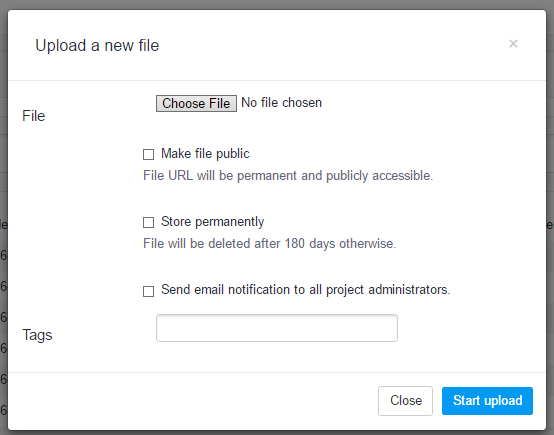 Upload a new file ×
File Choose File No file chosen
Make file public
File URL will be permanent and publicly accessible.
Store permanently
File will be deleted after 180 days otherwise.
Send email notification to all project administrators.
Tags
Close Start upload